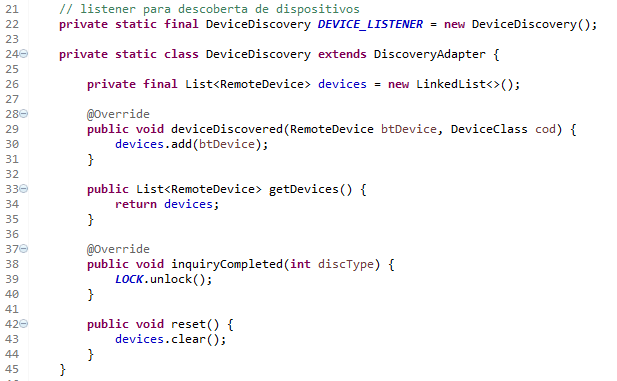 21 // listener para descoberta de dispositivos
22 private static final DeviceDiscovery DEVICE_LISTENER = new DeviceDiscovery();
23
24 private static class DeviceDiscovery extends DiscoveryAdapter {
25
26 private final List<RemoteDevice> devices = new LinkedList<>();
27
28 @Override
29 public void deviceDiscovered(RemoteDevice btDevice, DeviceClass cod) {
30 devices.add(btDevice);
31 }
32
33 public List<RemoteDevice> getDevices() {
34 return devices;
35 }
36
37 @Override
38 public void inquiryCompleted(int discType) {
39 LOCK.unlock();
40 }
41
42 public void reset() {
43 devices.clear();
44 }
45 }